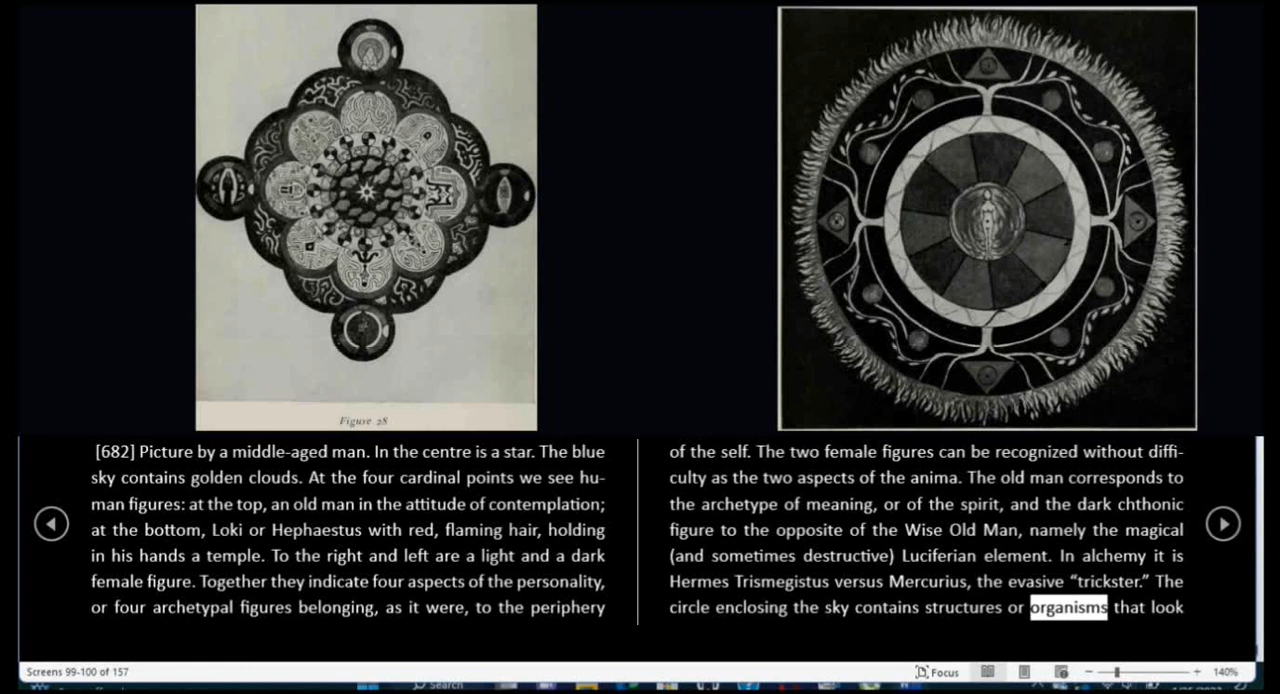 Figure 28
[682] Picture by a middle-aged man. In the centre is a star. The blue
sky contains golden clouds. At the four cardinal points we see hu-
man figures: at the top, an old man in the attitude of contemplation;
at the bottom, Loki or Hephaestus with red, flaming hair, holding
in his hands a temple. To the right and left are a light and a dark
female figure. Together they indicate four aspects of the personality,
or four archetypal figures belonging, as it were, to the periphery
of the self. The two female figures can be recognized without diffi-
culty as the two aspects of the anima. The old man corresponds to
the archetype of meaning, or of the spirit, and the dark chthonic
figure to the opposite of the Wise Old Man, namely the magical
(and sometimes destructive) Luciferian element. In alchemy it is
Hermes Trismegistus versus Mercurius, the evasive “trickster.” The
circle enclosing the sky contains structures or organisms that look
Screens 99-100 of 157
Focus
140%
Search